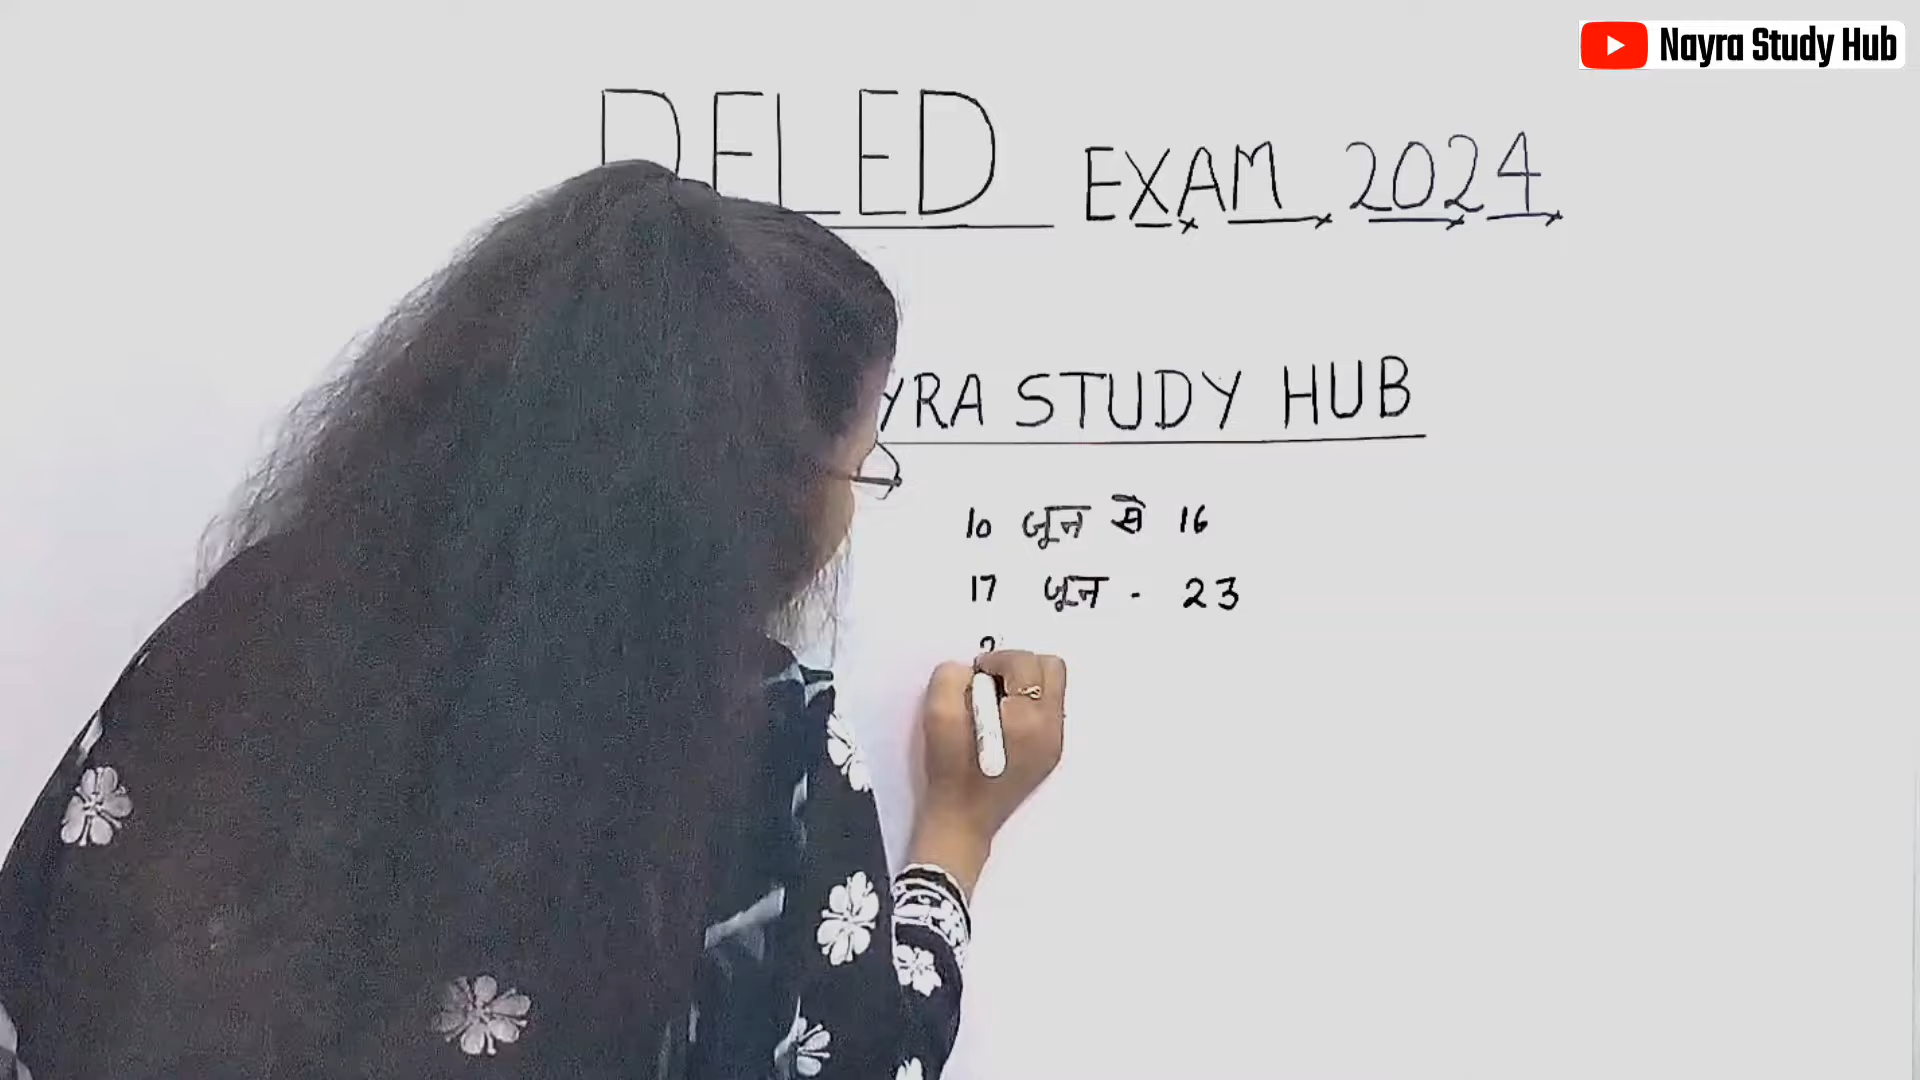 Nayra Study Hub
DELED EXAM 2024
YRA STUDY HUB
10 जून से 16
17 जून - 23